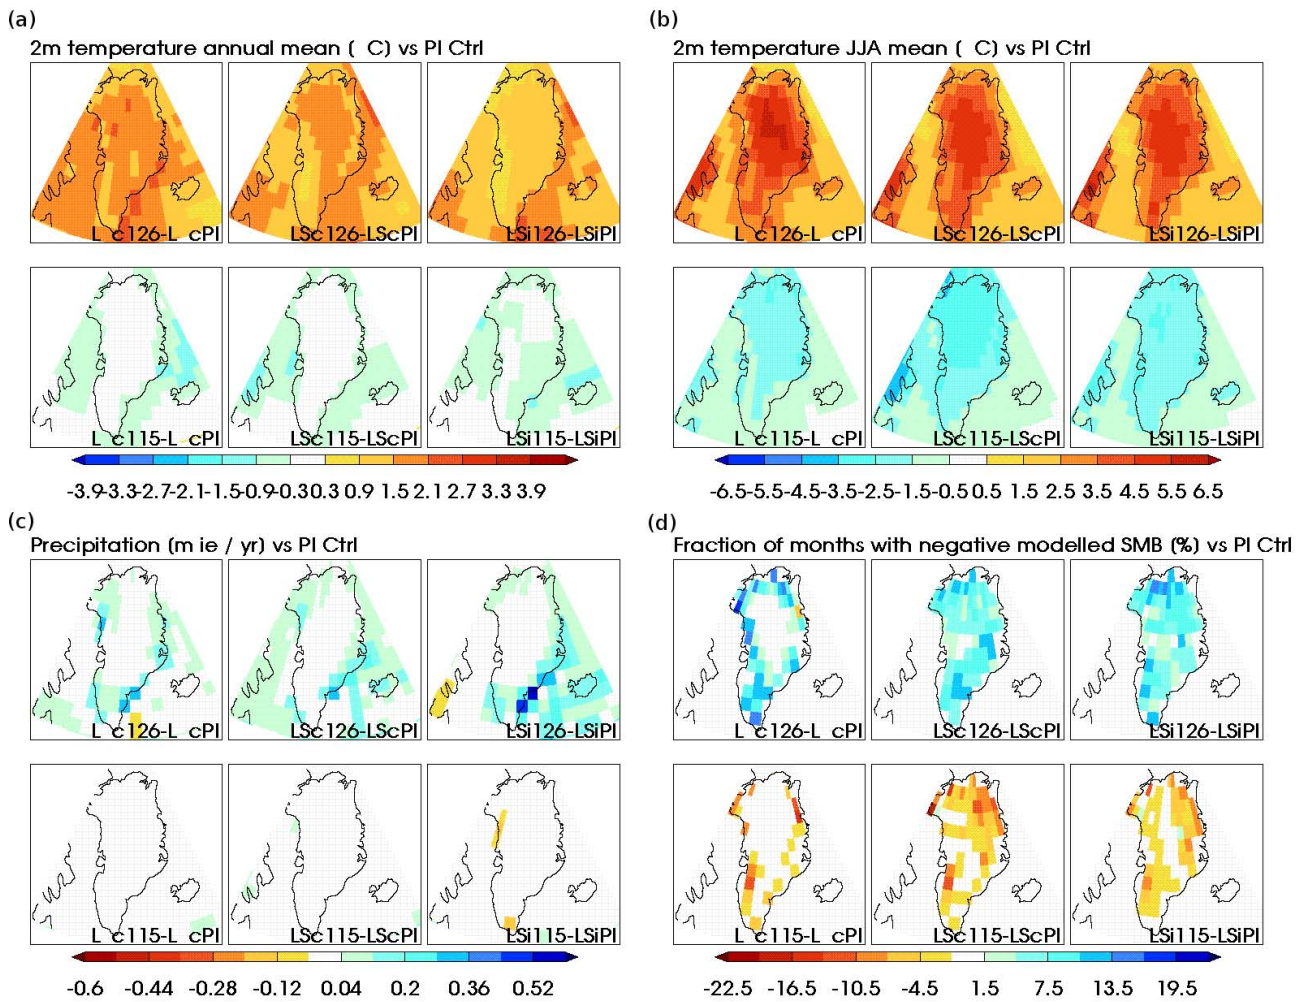 (a)
2m temperature annual mean [ C] vs PI Ctrl
L c126-L cPI
LSc126-LScPI
LSi126-LSiPI
L c115-L cPI
LSc115-LScPI
LSi115-LSiPI
-3.9-3.3-2.7-2.1-1.5-0.9-0.3 0.3 0.9 1.5 2.1 2.7 3.3 3.9
(b)
2m temperature JJA mean [ C] vs PI Ctrl
L c126-L cPI
LSc126-LScPI
LSi126-LSiPI
L c115-L cPI
LSc115-LScPI
LSi115-LSiPI
-6.5-5.5-4.5-3.5-2.5-1.5-0.5 0.5 1.5 2.5 3.5 4.5 5.5 6.5
(c)
Precipitation [m ie / yr] vs PI Ctrl
L c126-L cPI
LSc126-LScPI
LSi126-LSiPI
L c115-L cPI
LSc115-LScPI
LSi115-LSiPI
-0.6 -0.44 -0.28 -0.12 0.04 0.2 0.36 0.52
(d)
Fraction of months with negative modelled SMB [%] vs PI Ctrl
L c126-L cPI
LSc126-LScPI
LSi126-LSiPI
L c115-L cPI
LSc115-LScPI
LSi115-LSiPI
-22.5 -16.5 -10.5 -4.5 1.5 7.5 13.5 19.5